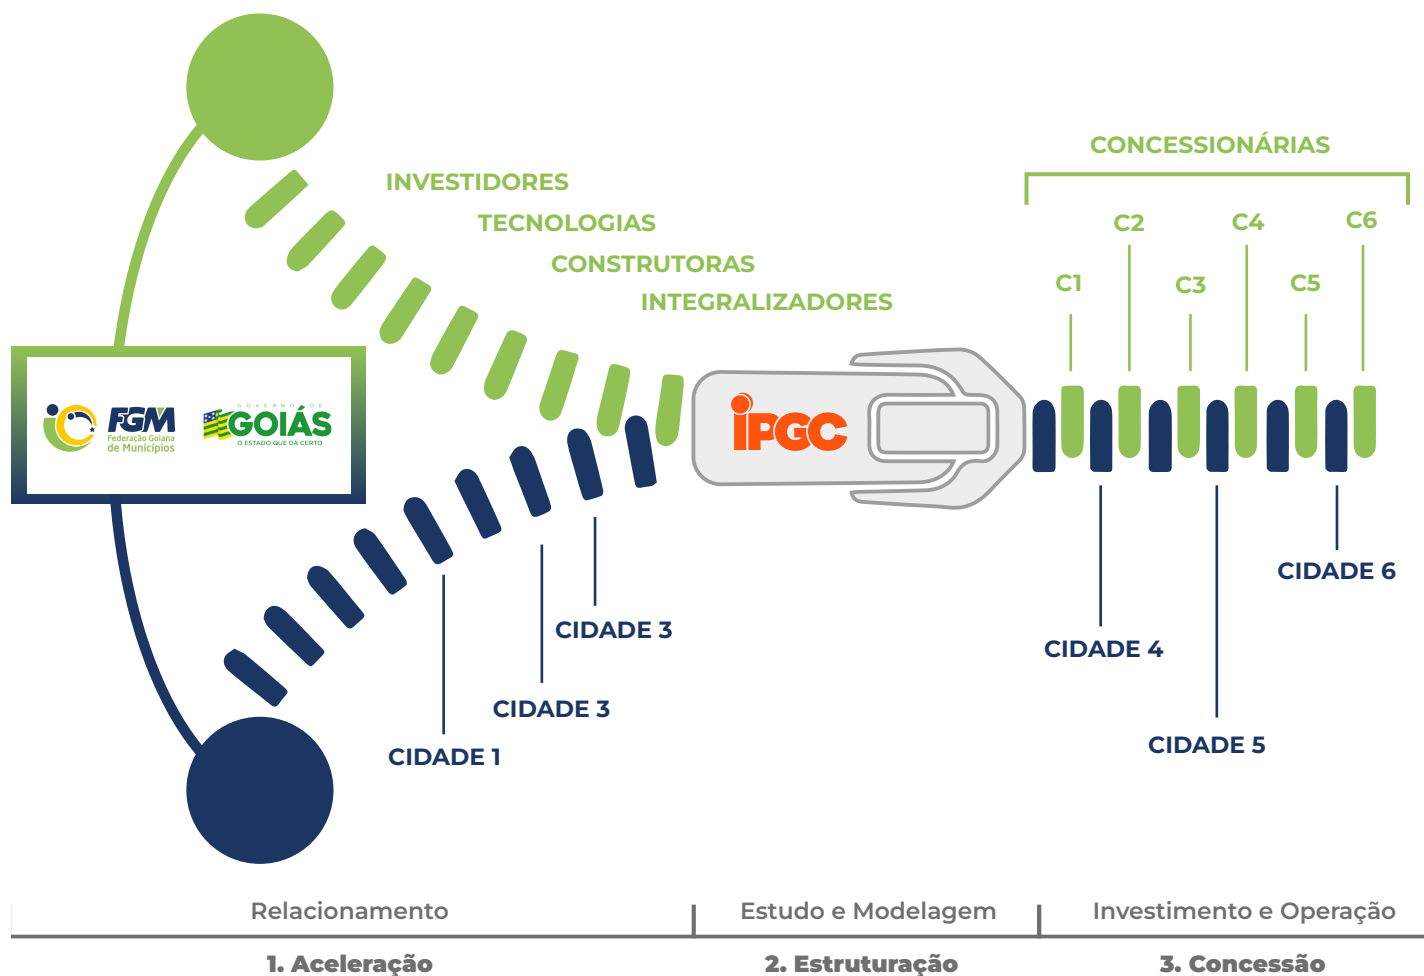 CONCESSIONÁRIAS
INVESTIDORES
TECNOLOGIAS
CONSTRUTORAS
INTEGRALIZADORES
C1
C2
C3
C4
C5
C6
FGM
Federação Goiana
de Municípios
GOVERNO DE
GOIÁS
O ESTADO QUE DÁ CERTO
iPGC
CIDADE 1
CIDADE 3
CIDADE 3
CIDADE 4
CIDADE 5
CIDADE 6
Relacionamento
Estudo e Modelagem
Investimento e Operação
1. Aceleração
2. Estruturação
3. Concessão